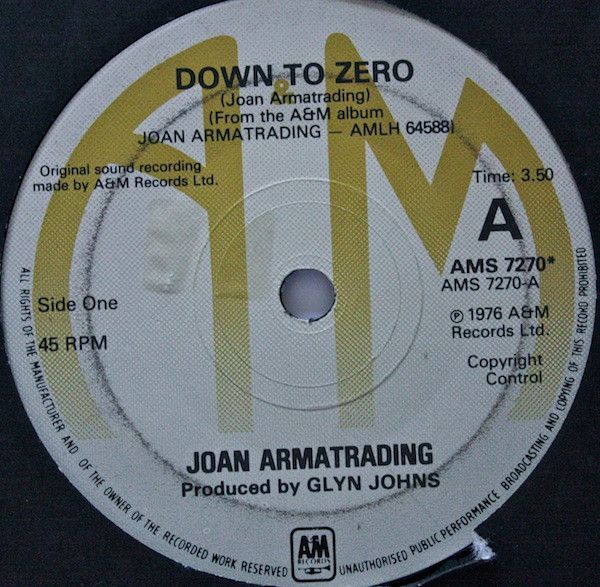 DOWN TO ZERO
(Joan Armatrading)
(From the A&M album
JOAN ARMATRADING — AMLH 64588)
Original sound recording
made by A&M Records Ltd.
Time: 3.50
A
AMS 7270*
AMS 7270-A
Side One
45 RPM
℗ 1976 A&M
Records Ltd.
Copyright
Control
JOAN ARMATRADING
Produced by GLYN JOHNS
ALL RIGHTS OF THE MANUFACTURER AND OF THE OWNER OF THE RECORDED WORK RESERVED
UNAUTHORISED PUBLIC PERFORMANCE BROADCASTING AND COPYING OF THIS RECORD PROHIBITED
A&M
RECORDS